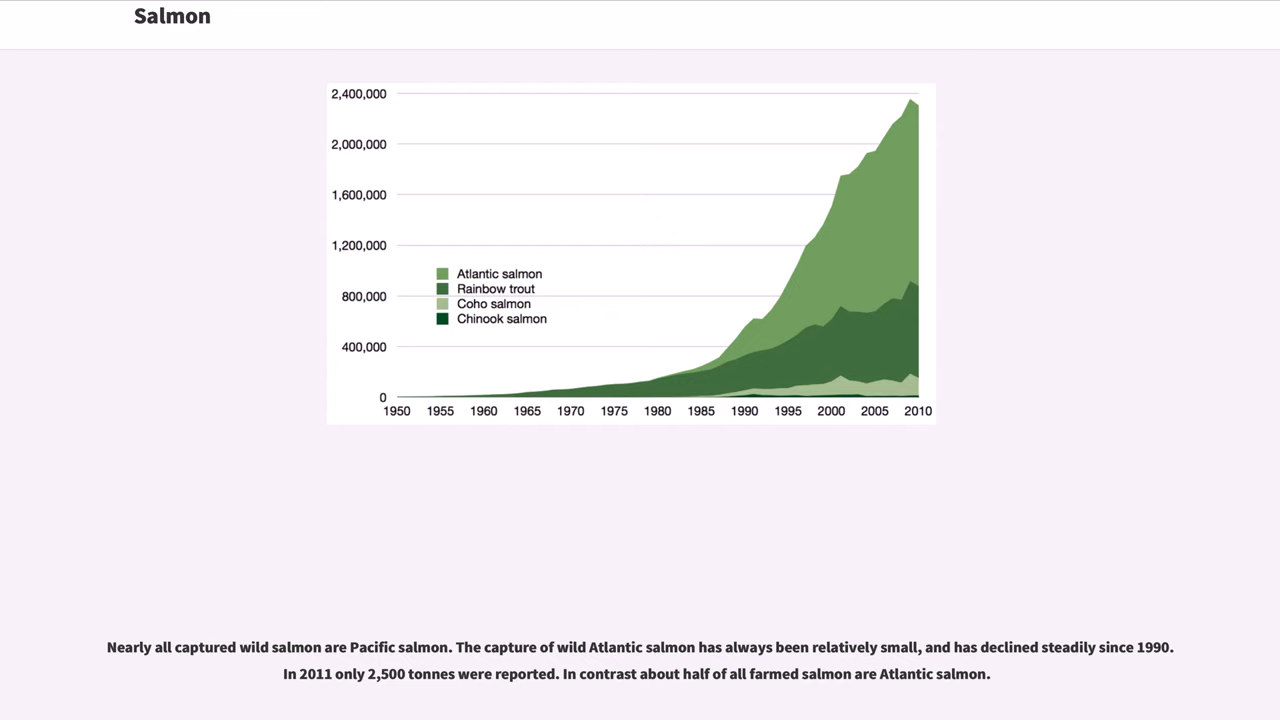 Salmon
2,400,000
2,000,000
1,600,000
1,200,000
800,000
400,000
0
Atlantic salmon
Rainbow trout
Coho salmon
Chinook salmon
1950 1955 1960 1965 1970 1975 1980 1985 1990 1995 2000 2005 2010
Nearly all captured wild salmon are Pacific salmon. The capture of wild Atlantic salmon has always been relatively small, and has declined steadily since 1990.
In 2011 only 2,500 tonnes were reported. In contrast about half of all farmed salmon are Atlantic salmon.